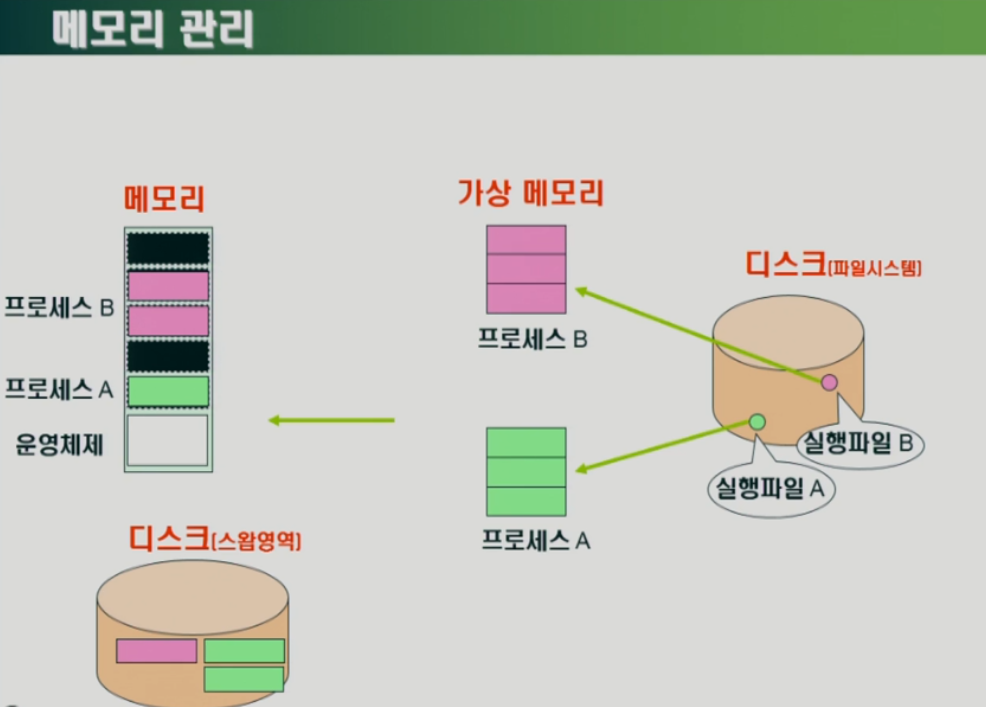 메모리 관리
메모리
가상 메모리
디스크(파일시스템)
프로세스 B
프로세스 B
프로세스 A
운영체제
실행파일 B
실행파일 A
디스크(스왑영역)
프로세스 A